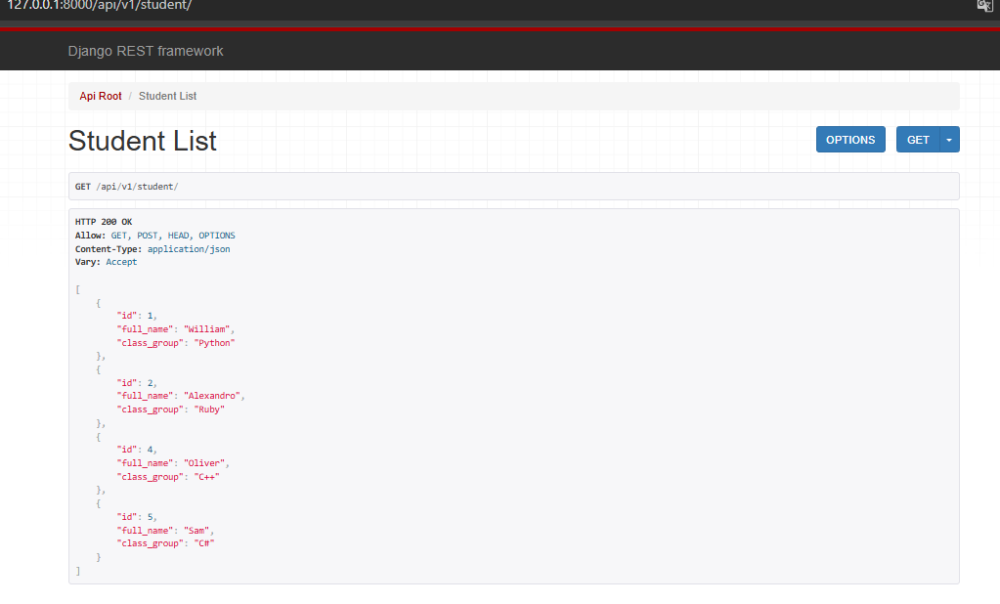 127.0.0.1:8000/api/v1/student/
Django REST framework
Api Root / Student List
Student List
OPTIONS GET
GET /api/v1/student/
HTTP 200 OK
Allow: GET, POST, HEAD, OPTIONS
Content-Type: application/json
Vary: Accept
[
{
"id": 1,
"full_name": "William",
"class_group": "Python"
},
{
"id": 2,
"full_name": "Alexandro",
"class_group": "Ruby"
},
{
"id": 4,
"full_name": "Oliver",
"class_group": "C++"
},
{
"id": 5,
"full_name": "Sam",
"class_group": "C#"
}
]